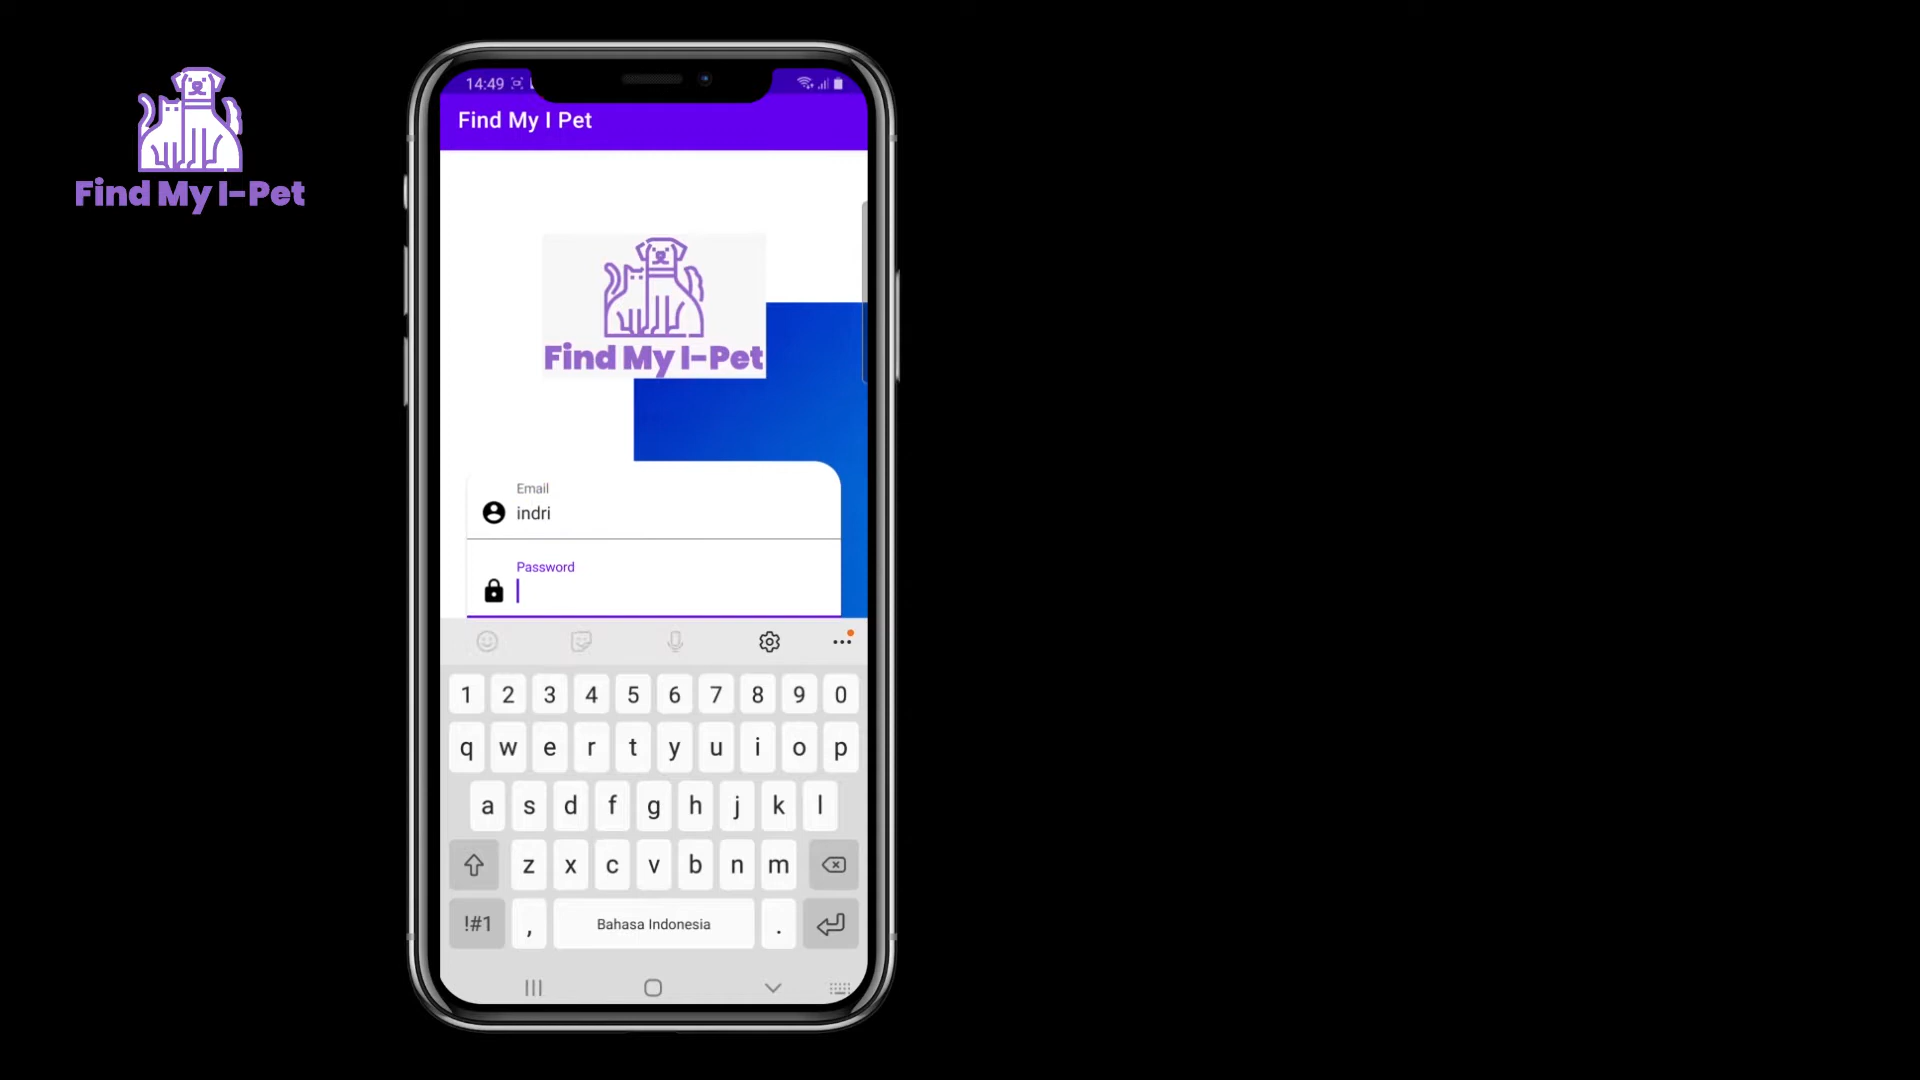 Find My I-Pet
14:49
Find My I Pet
Find My I-Pet
Email
indri
Password
1 2 3 4 5 6 7 8 9 0
q w e r t y u i o p
a s d f g h j k l
z x c v b n m
!#1 , Bahasa Indonesia .